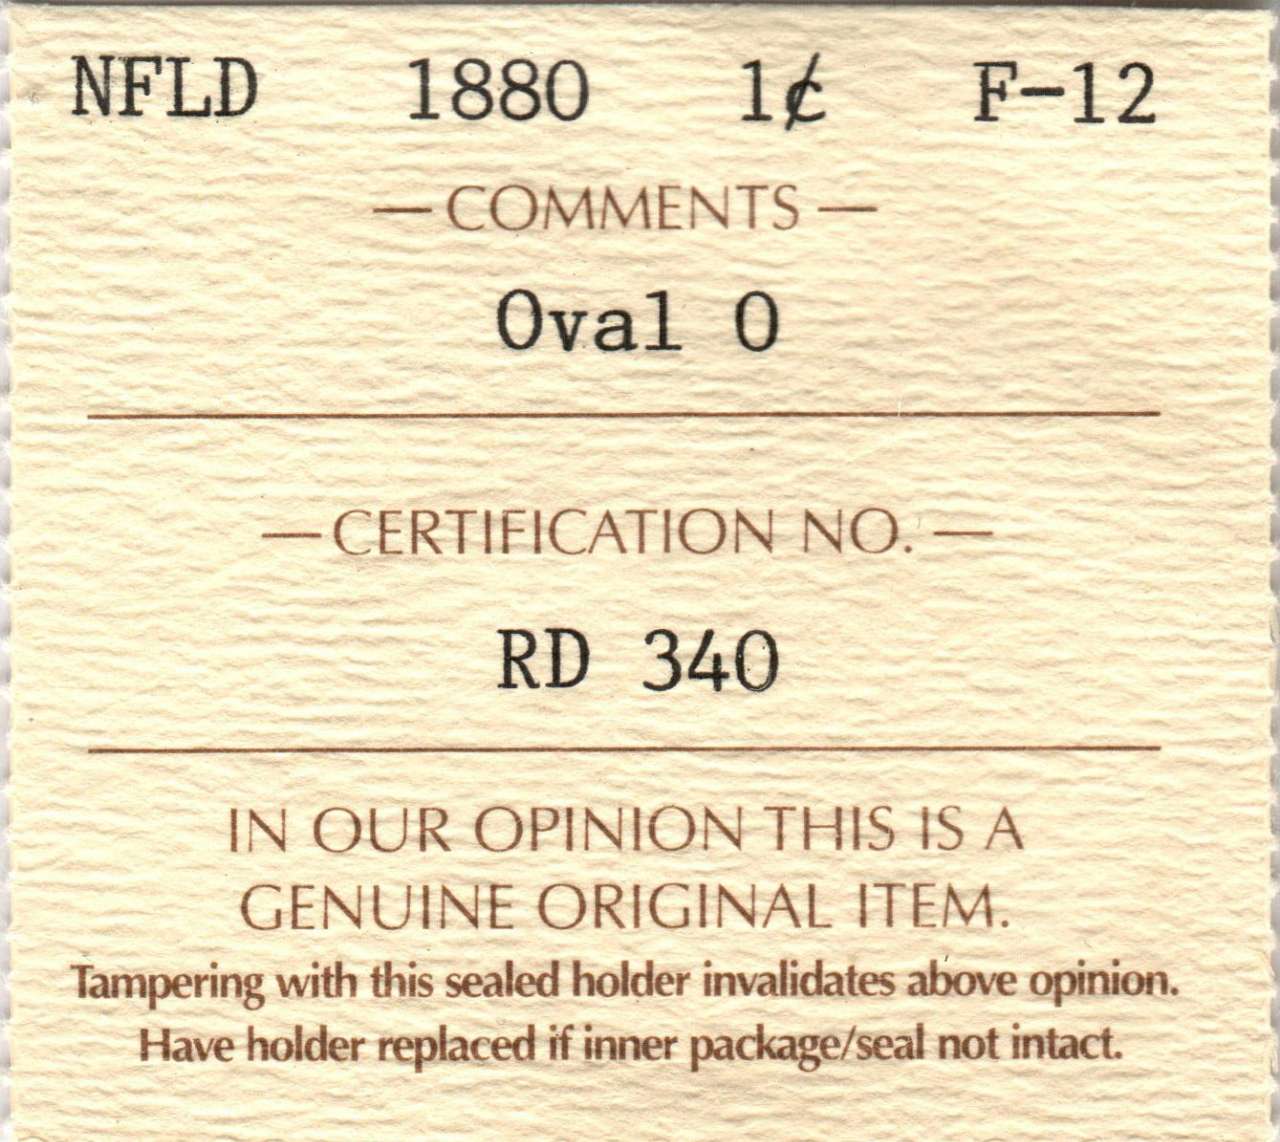 NFLD 1880 1¢ F-12
— COMMENTS —
Oval 0
— CERTIFICATION NO. —
RD 340
IN OUR OPINION THIS IS A
GENUINE ORIGINAL ITEM.
Tampering with this sealed holder invalidates above opinion.
Have holder replaced if inner package/seal not intact.